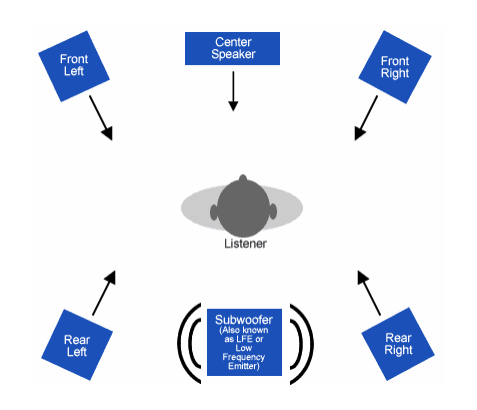 Front
Left
Center
Speaker
Front
Right
Listener
Rear
Left
Subwoofer
(Also known
as LFE or
Low
Frequency
Emitter)
Rear
Right